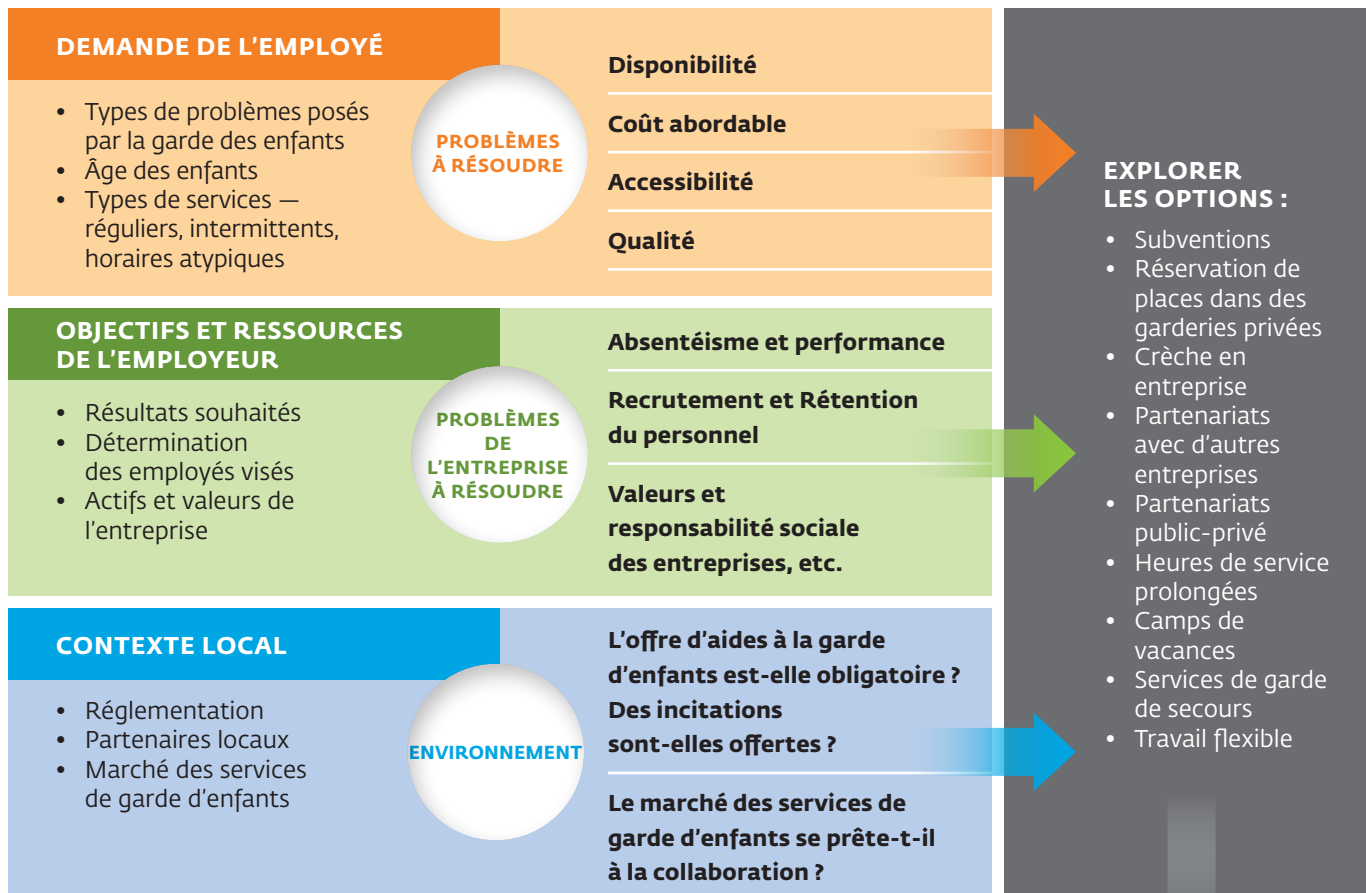 DEMANDE DE L'EMPLOYÉ
• Types de problèmes posés
par la garde des enfants
• Âge des enfants
• Types de services —
réguliers, intermittents,
horaires atypiques
PROBLÈMES
À RÉSOUDRE
Disponibilité
Coût abordable
Accessibilité
Qualité
OBJECTIFS ET RESSOURCES
DE L'EMPLOYEUR
• Résultats souhaités
• Détermination
des employés visés
• Actifs et valeurs de
l'entreprise
PROBLÈMES
DE
L'ENTREPRISE
À RÉSOUDRE
Absentéisme et performance
Recrutement et Rétention
du personnel
Valeurs et
responsabilité sociale
des entreprises, etc.
CONTEXTE LOCAL
• Réglementation
• Partenaires locaux
• Marché des services
de garde d'enfants
ENVIRONNEMENT
L'offre d'aides à la garde
d'enfants est-elle obligatoire ?
Des incitations
sont-elles offertes ?
Le marché des services de
garde d'enfants se prête-t-il
à la collaboration ?
EXPLORER
LES OPTIONS :
• Subventions
• Réservation de
places dans des
garderies privées
• Crèche en
entreprise
• Partenariats
avec d'autres
entreprises
• Partenariats
public-privé
• Heures de service
prolongées
• Camps de
vacances
• Services de garde
de secours
• Travail flexible